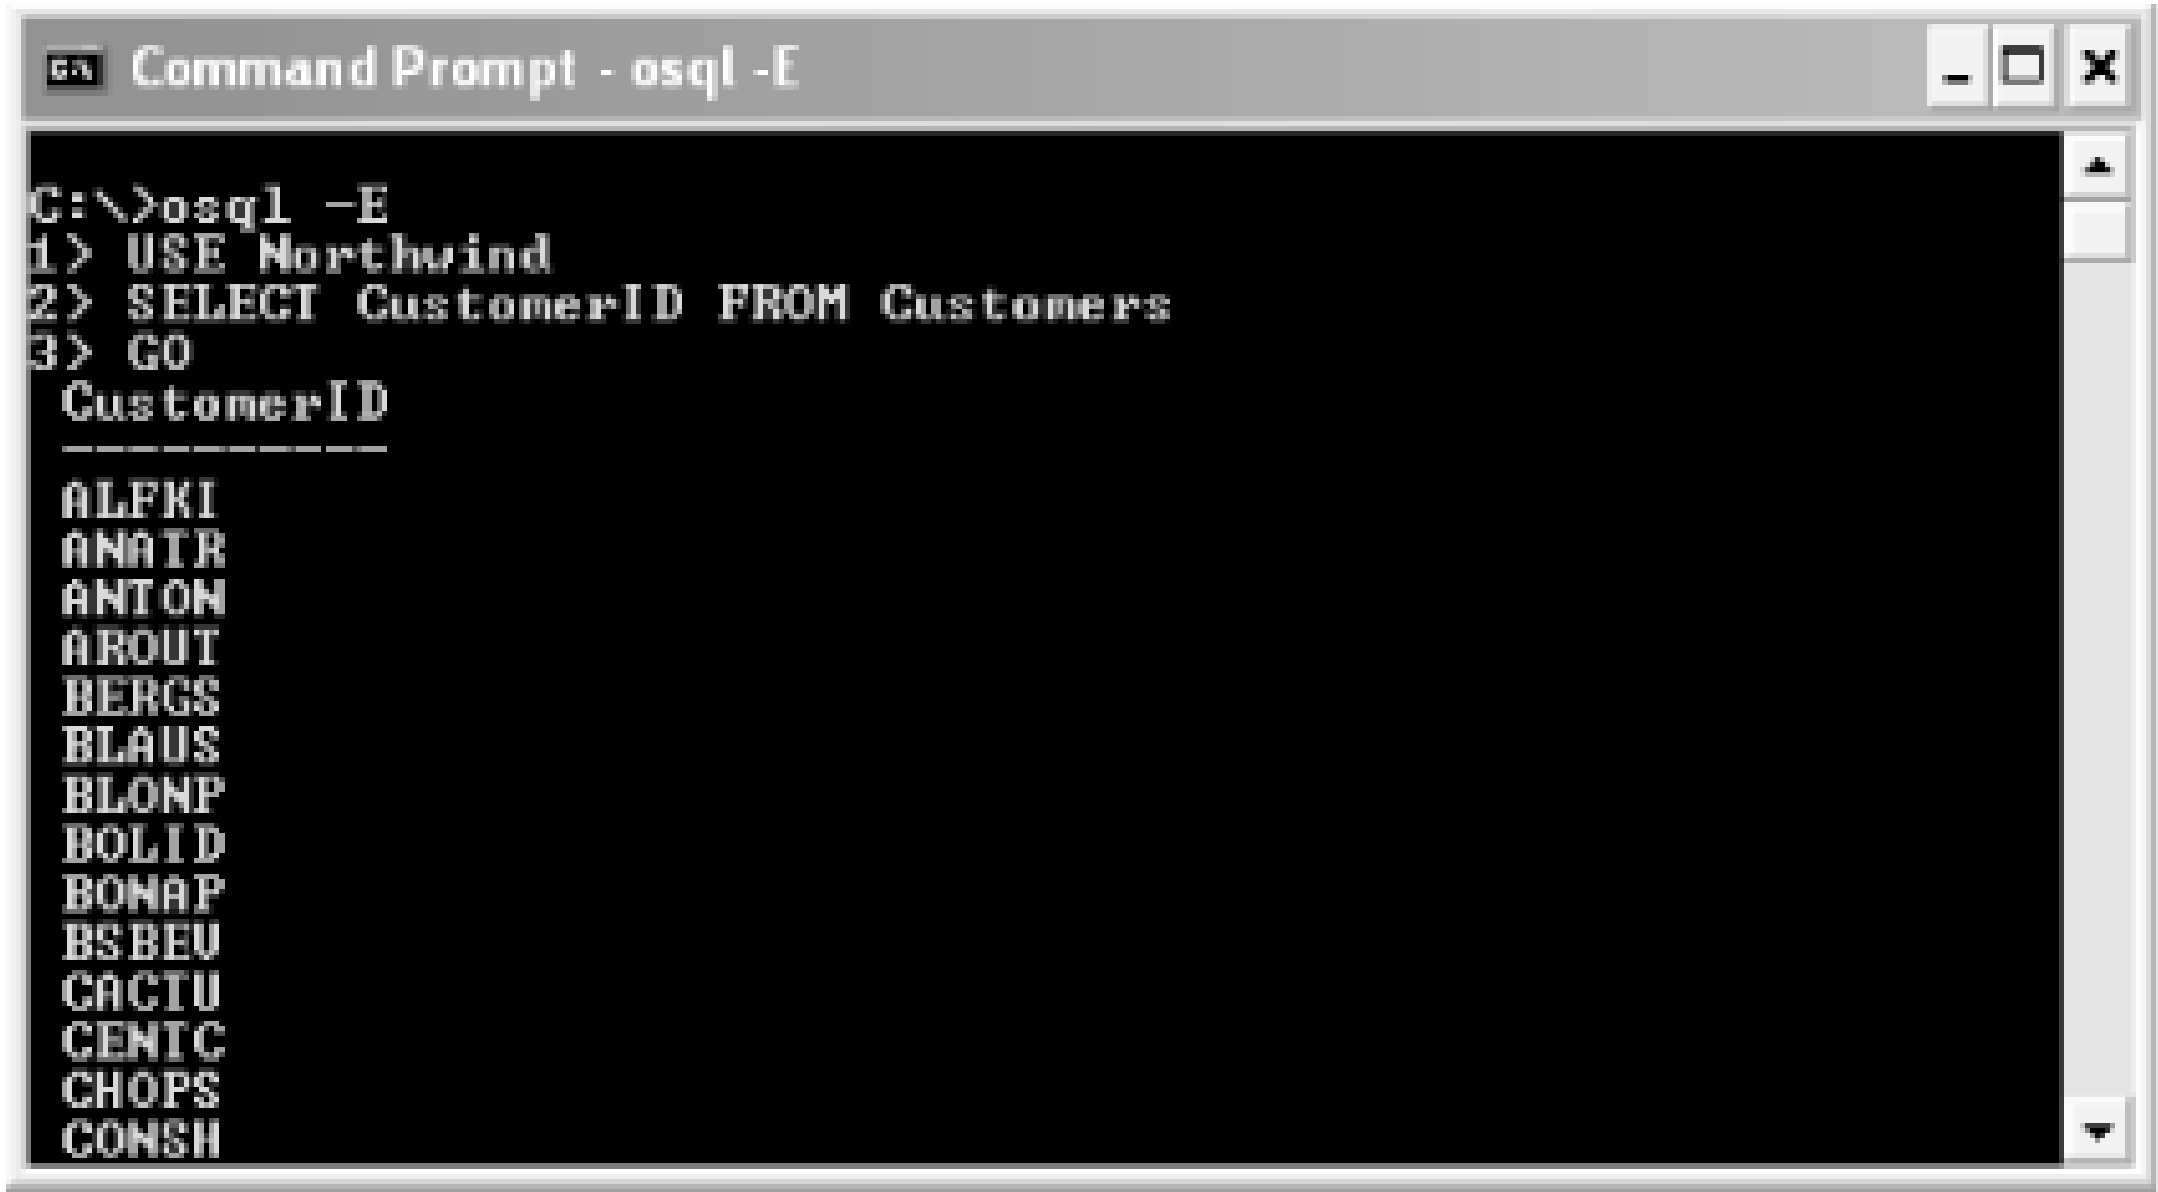 Command Prompt - osql -E
C:\>osql -E
1> USE Northwind
2> SELECT CustomerID FROM Customers
3> GO
CustomerID
----------
ALFKI
ANATR
ANTON
AROUT
BERGS
BLAUS
BLONP
BOLID
BONAP
BSBEV
CACTU
CENTC
CHOPS
CONSH